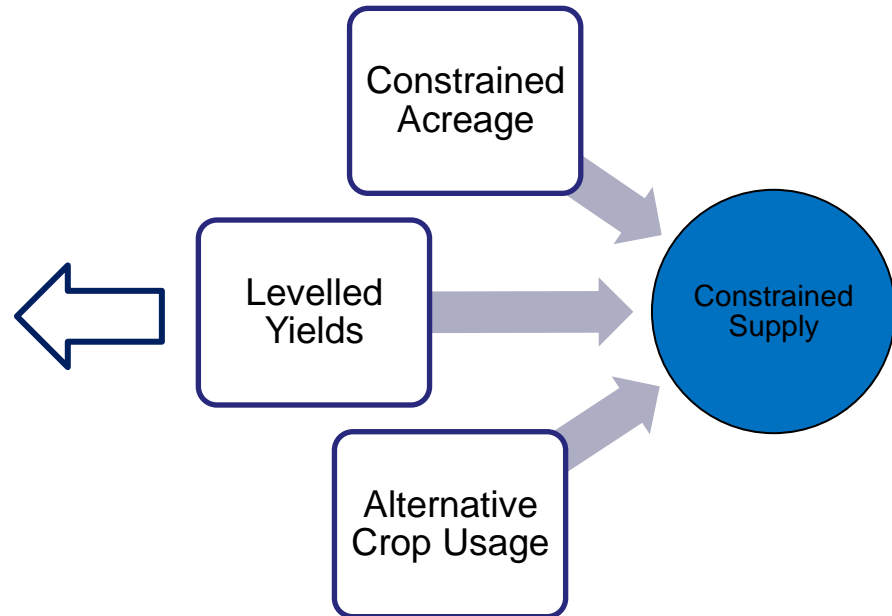 Constrained
Acreage
Levelled
Yields
Constrained
Supply
Alternative
Crop Usage